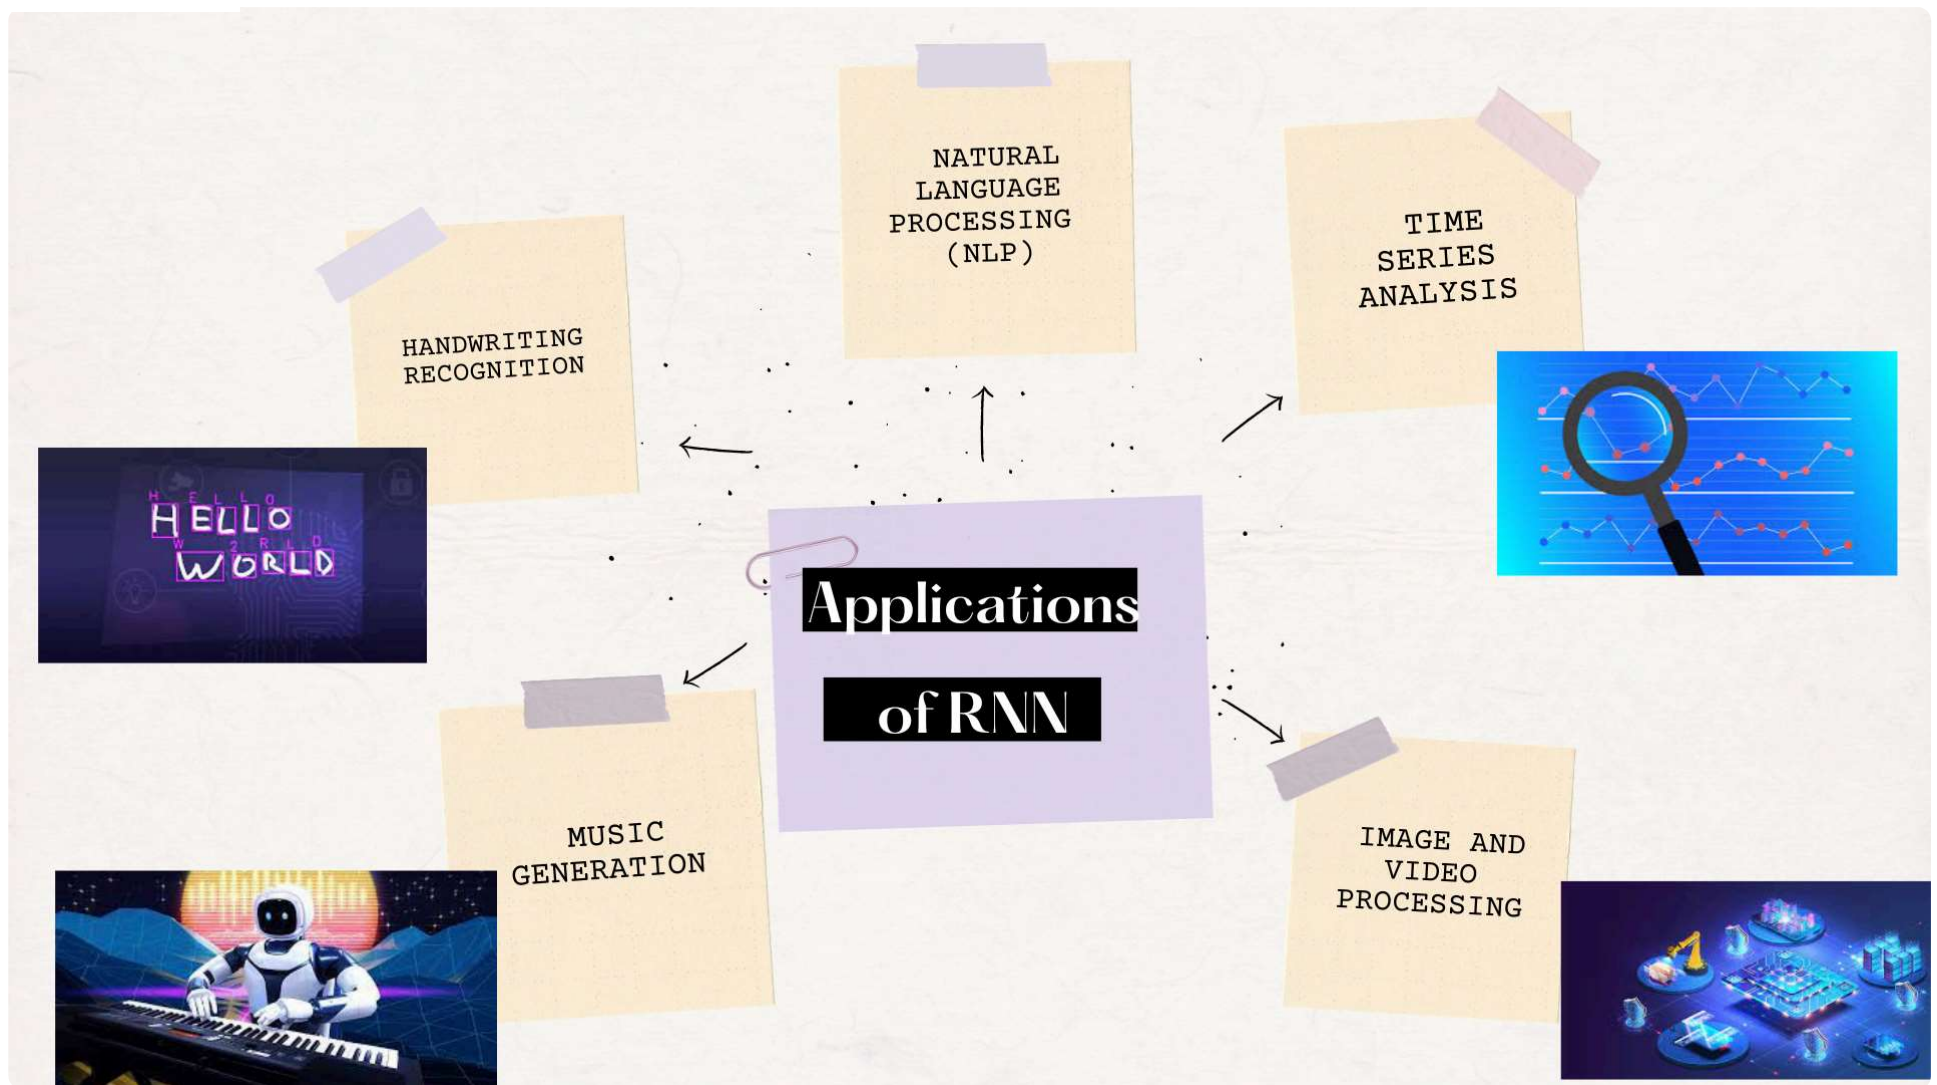 NATURAL
LANGUAGE
PROCESSING
(NLP)
TIME
SERIES
ANALYSIS
HANDWRITING
RECOGNITION
H E L L O
HELLO
W 2 R L D
WORLD
Applications
of RNN
MUSIC
GENERATION
IMAGE AND
VIDEO
PROCESSING